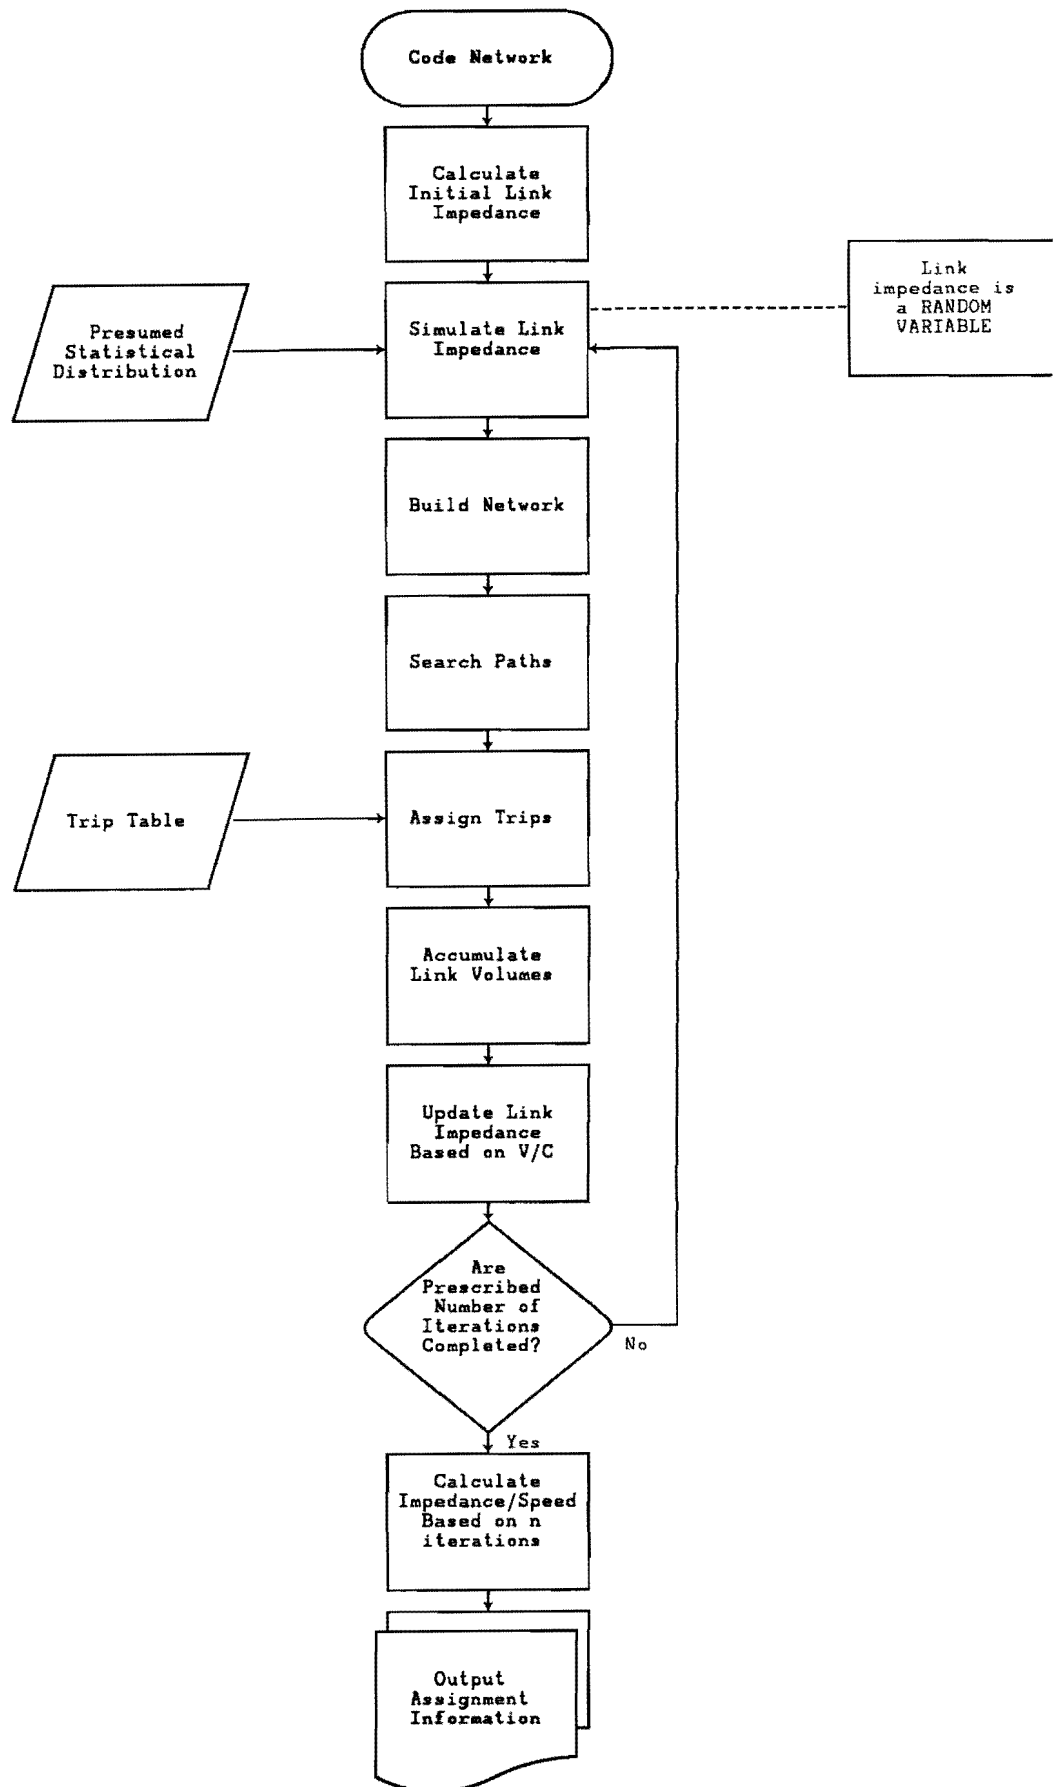 Code Network
Calculate
Initial Link
Impedance
Link
impedance is
a RANDOM
VARIABLE
Presumed
Statistical
Distribution
Simulate Link
Impedance
Build Network
Search Paths
Trip Table
Assign Trips
Accumulate
Link Volumes
Update Link
Impedance
Based on V/C
Are
Prescribed
Number of
Iterations
Completed?
No
Yes
Calculate
Impedance/Speed
Based on n
iterations
Output
Assignment
Information